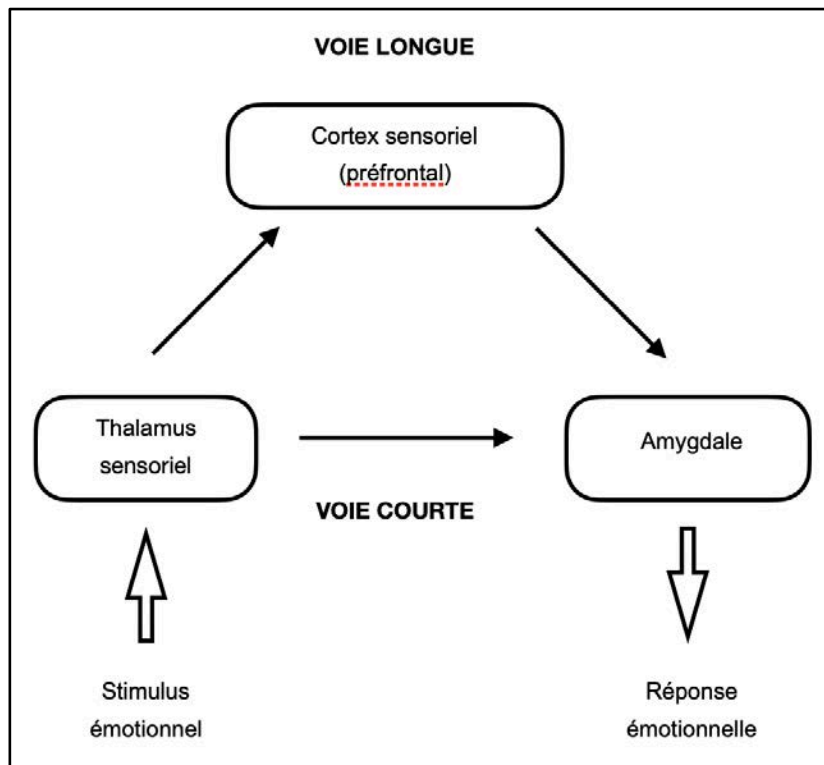 VOIE LONGUE
Cortex sensoriel
(préfrontal)
Thalamus
sensoriel
Amygdale
VOIE COURTE
Stimulus
émotionnel
Réponse
émotionnelle